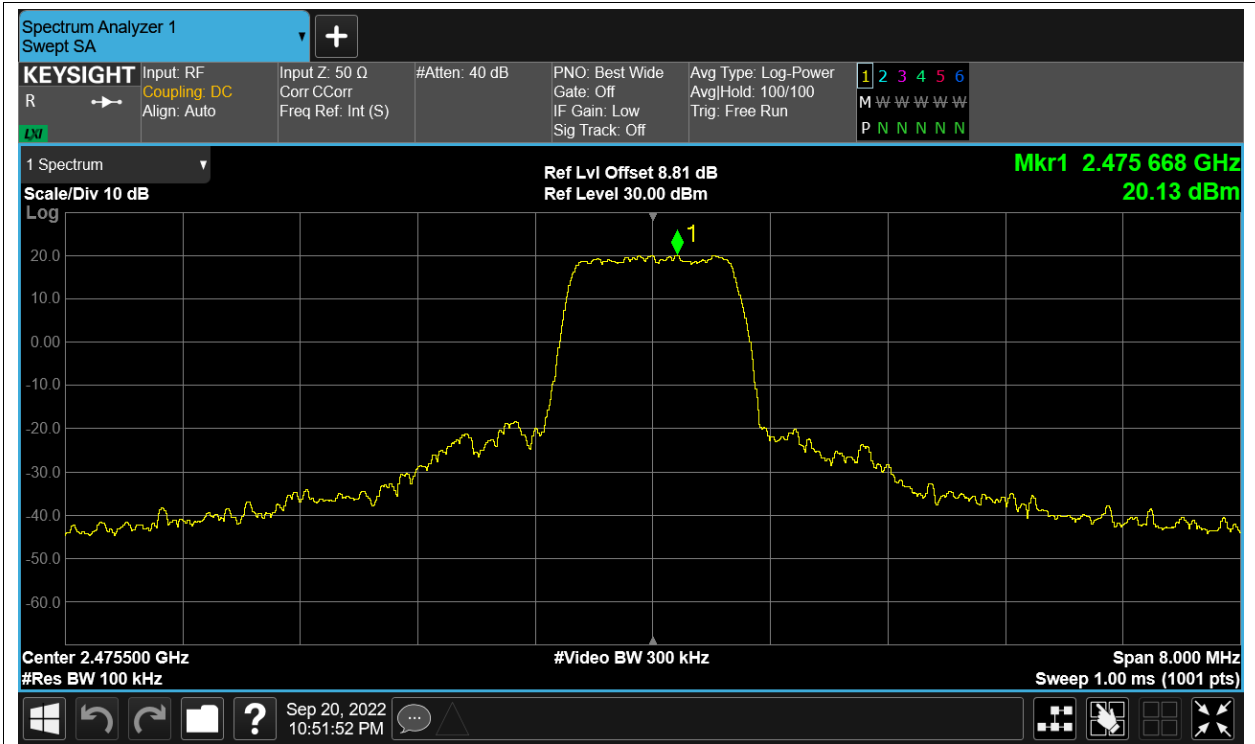 Spectrum Analyzer 1
Swept SA
KEYSIGHT
R
LXI
Input: RF
Coupling: DC
Align: Auto
Input Z: 50 Ω
Corr CCorr
Freq Ref: Int (S)
#Atten: 40 dB
PNO: Best Wide
Gate: Off
IF Gain: Low
Sig Track: Off
Avg Type: Log-Power
Avg|Hold: 100/100
Trig: Free Run
1 2 3 4 5 6
M W W W W W
P N N N N N
1 Spectrum
Scale/Div 10 dB
Ref Lvl Offset 8.81 dB
Ref Level 30.00 dBm
Mkr1 2.475 668 GHz
20.13 dBm
Log
1
20.0
10.0
0.00
-10.0
-20.0
-30.0
-40.0
-50.0
-60.0
Center 2.475500 GHz
#Video BW 300 kHz
Span 8.000 MHz
#Res BW 100 kHz
Sweep 1.00 ms (1001 pts)
?
Sep 20, 2022
10:51:52 PM